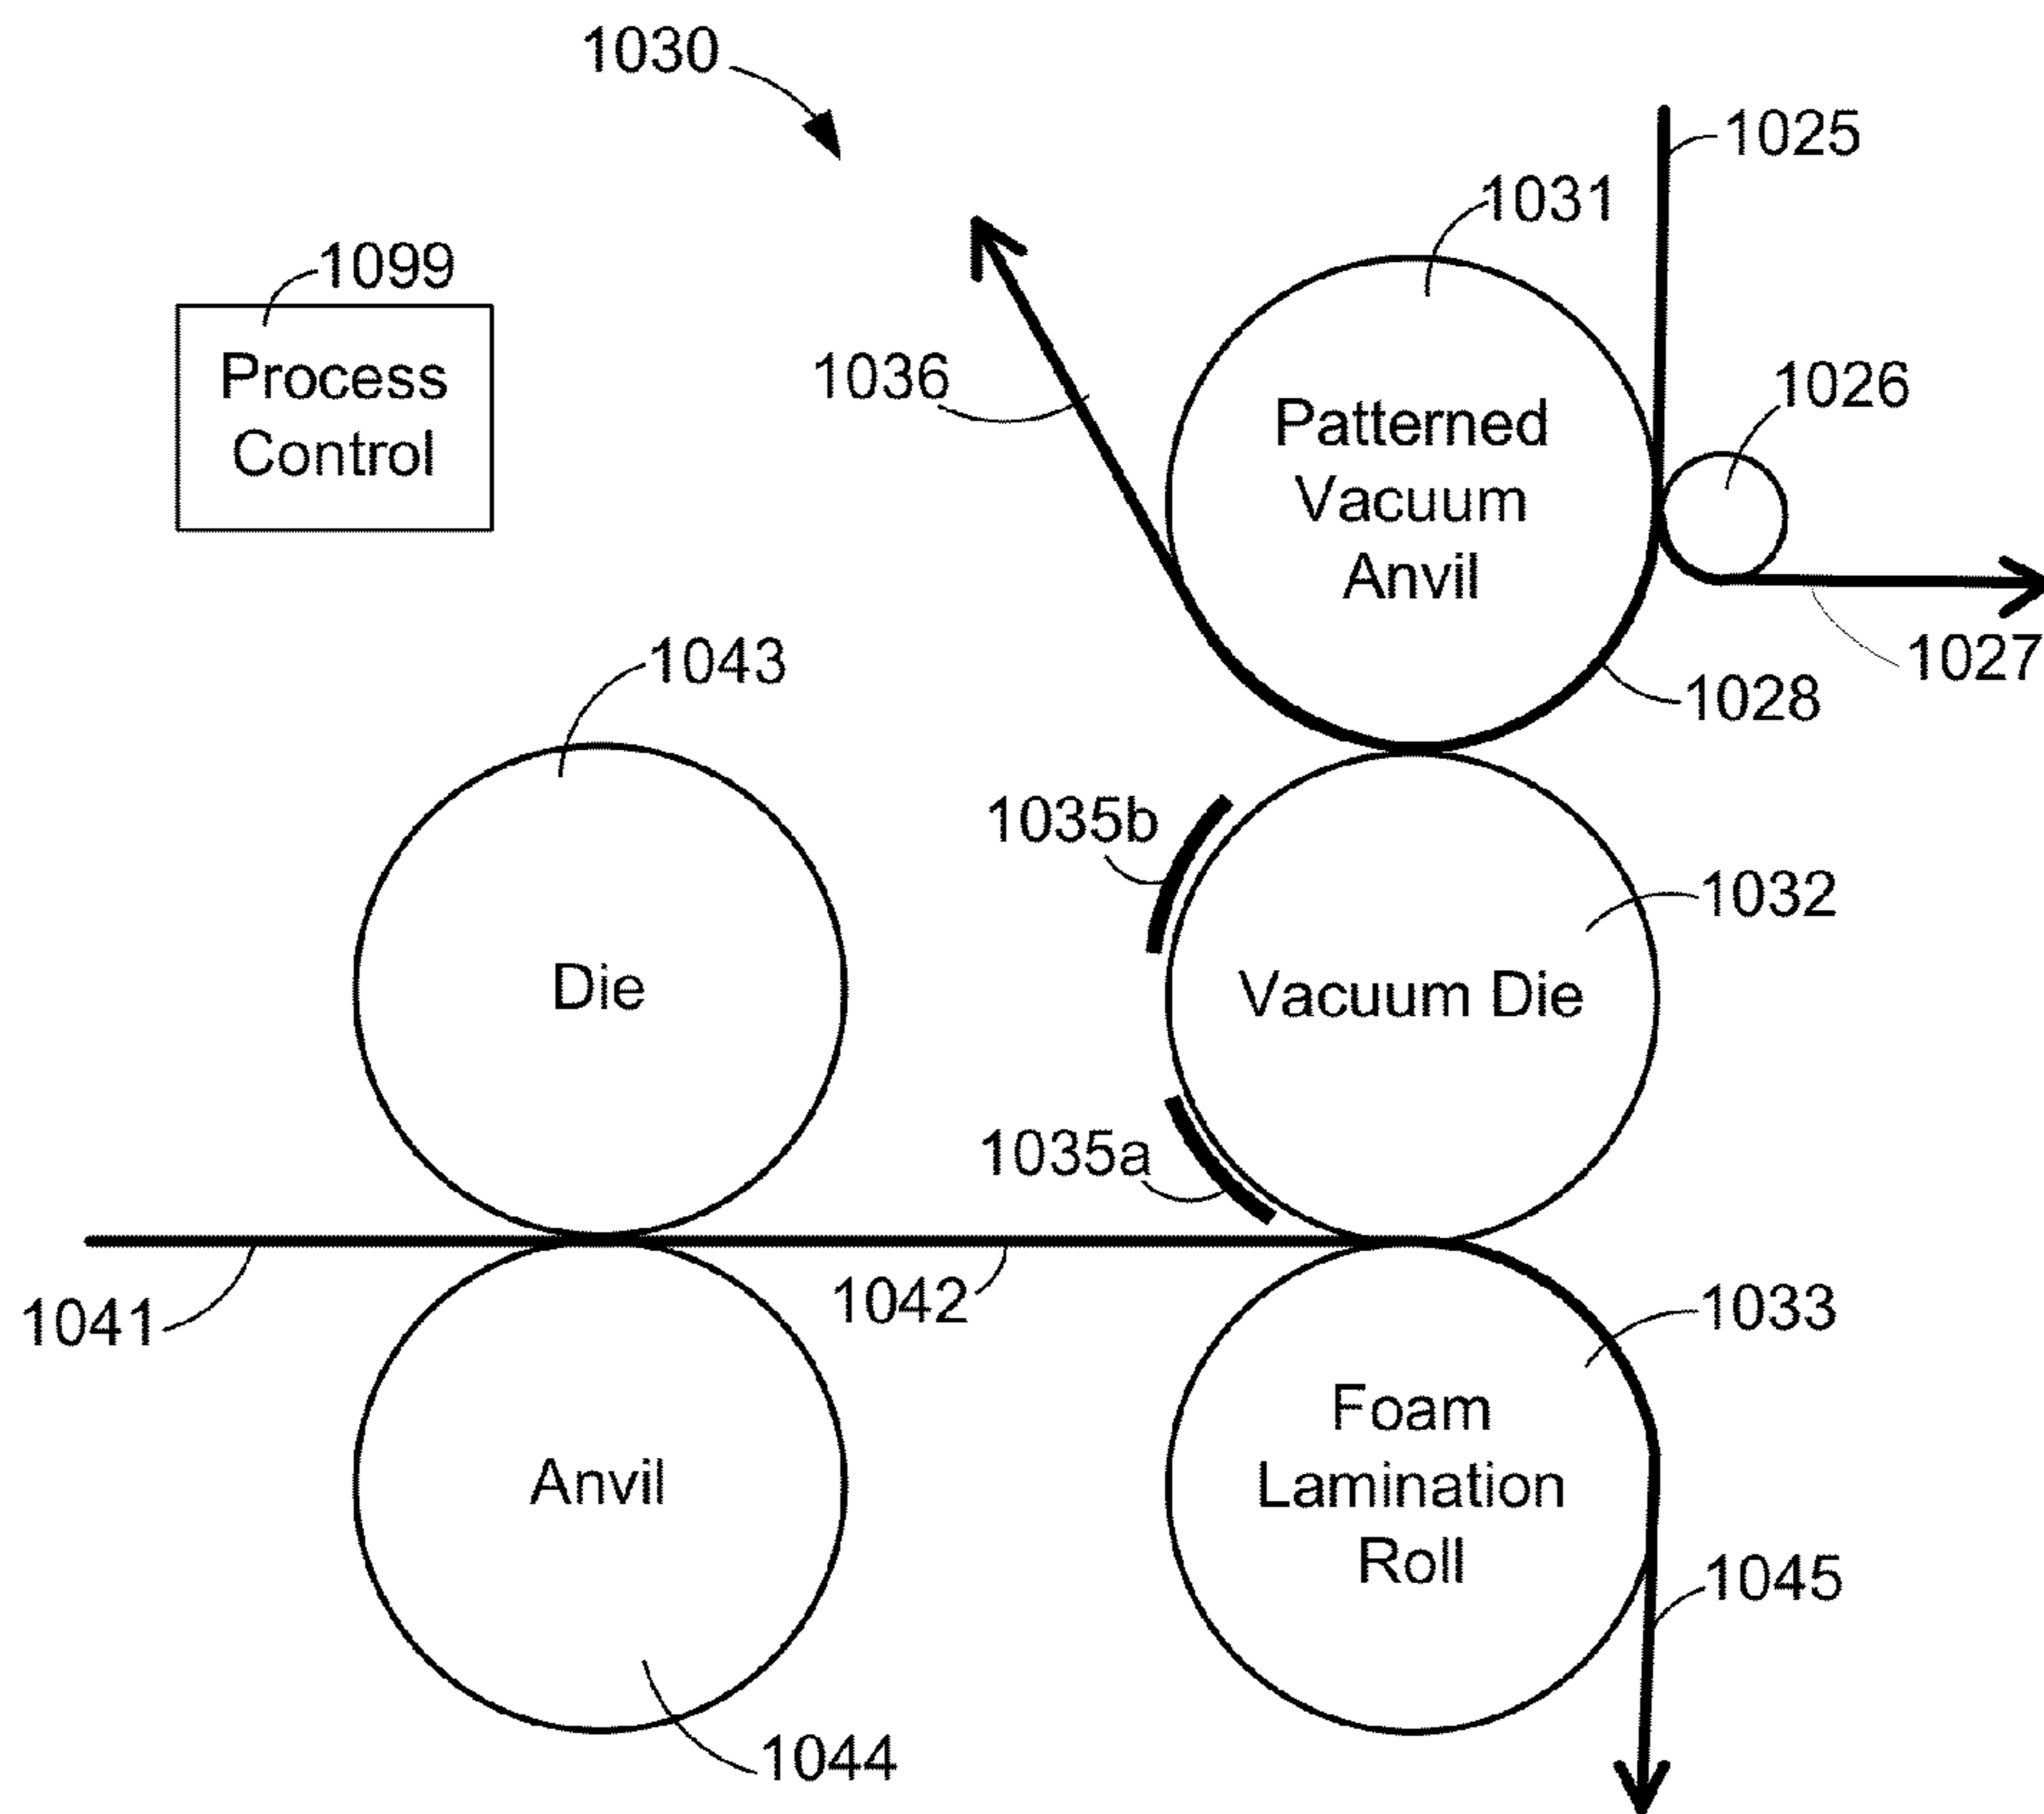 1030
1025
1031
1099
Process
Control
1036
1026
Patterned
Vacuum
Anvil
1027
1028
1043
1035b
1032
Die
Vacuum Die
1035a
1041
1042
1033
Foam
Lamination
Roll
Anvil
1045
1044